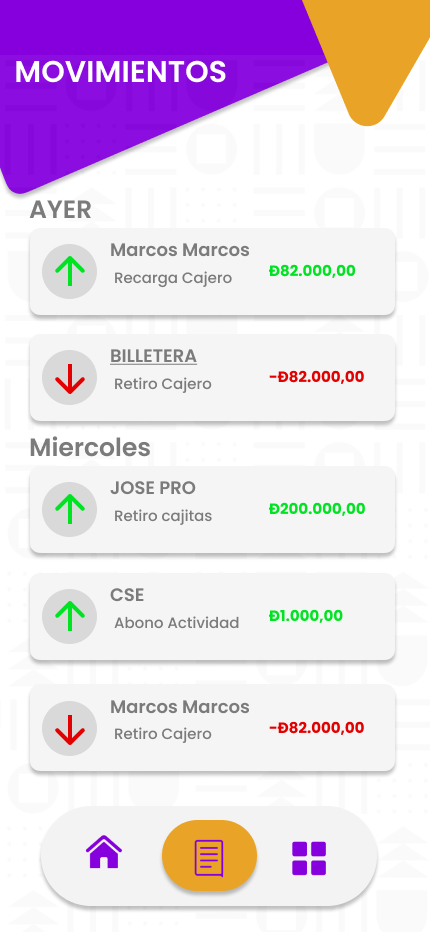 MOVIMIENTOS
AYER
Marcos Marcos
Recarga Cajero
Đ82.000,00
BILLETERA
Retiro Cajero
-Đ82.000,00
Miercoles
JOSE PRO
Retiro cajitas
Đ200.000,00
CSE
Abono Actividad
Đ1.000,00
Marcos Marcos
Retiro Cajero
-Đ82.000,00